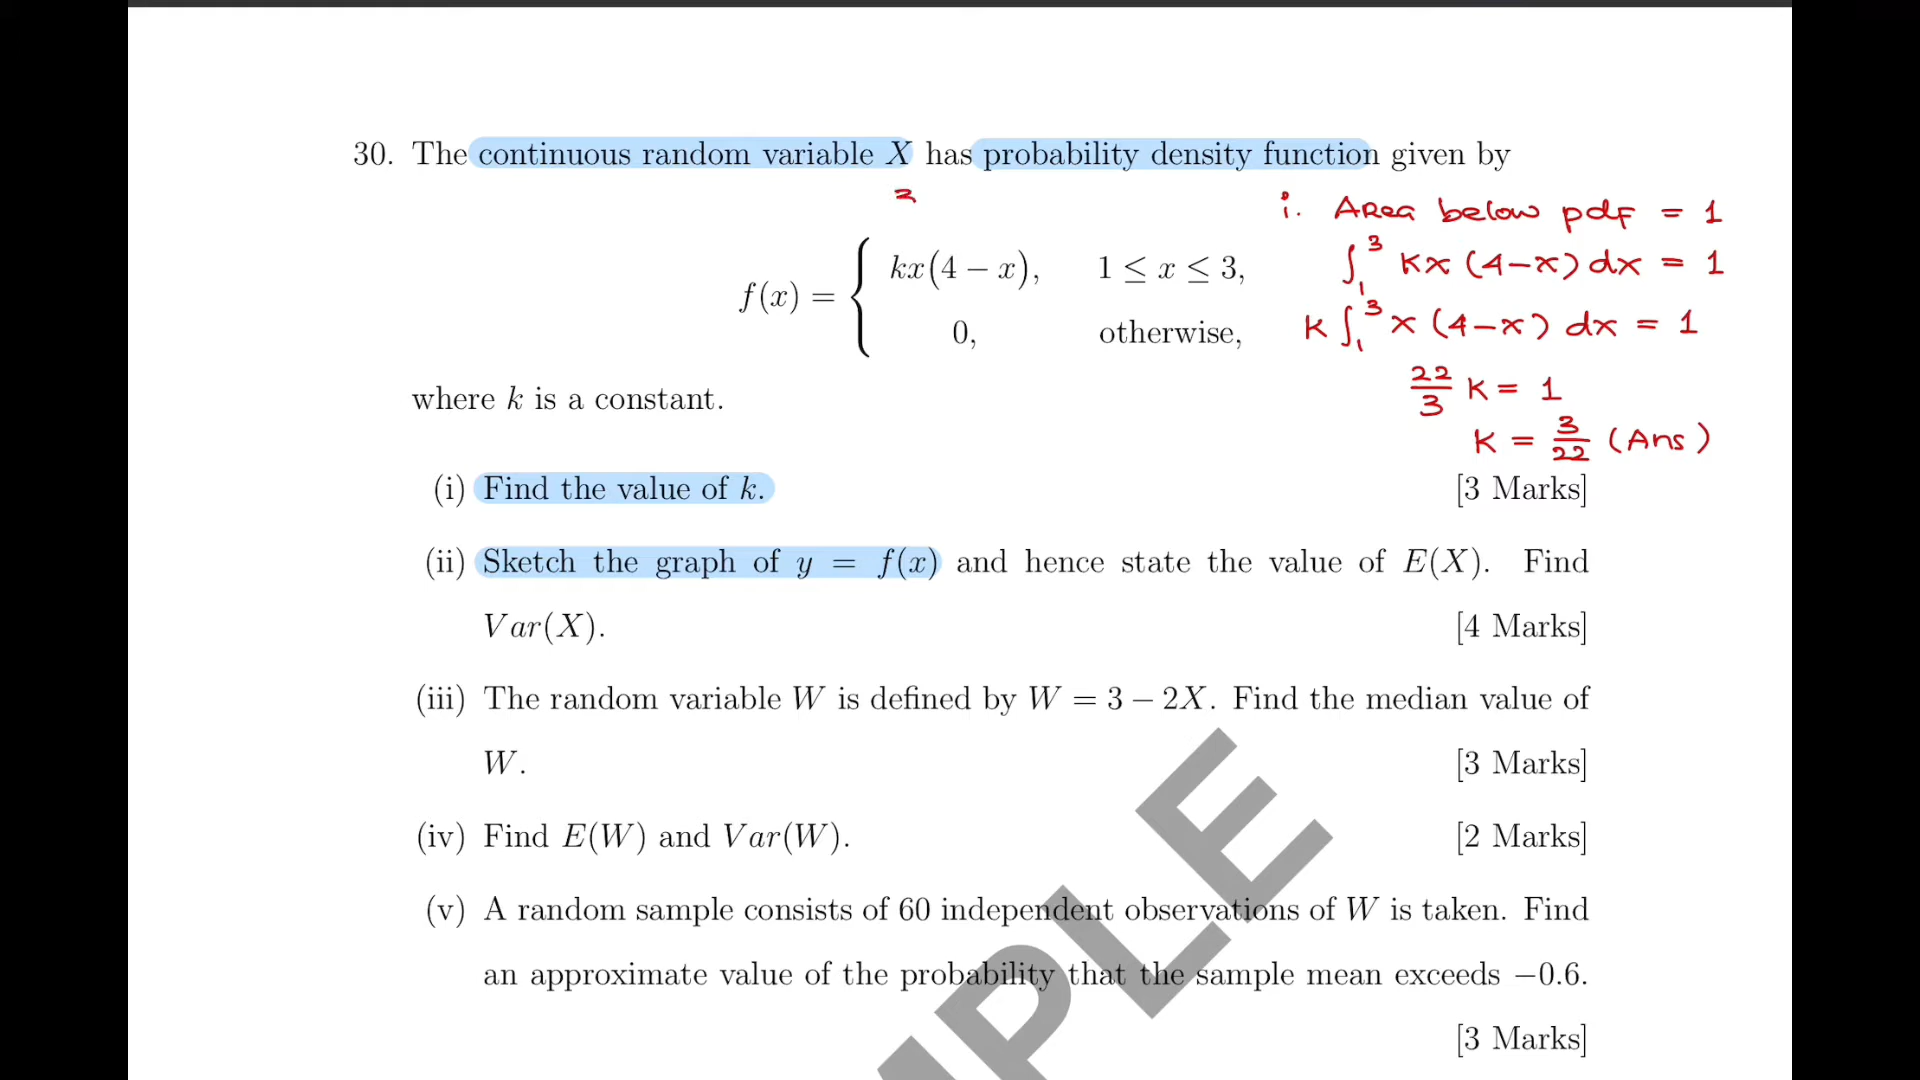 30. The continuous random variable X has probability density function given by
i. Area below pdf = 1
f(x) = { kx(4 − x), 1 ≤ x ≤ 3,
0, otherwise,
∫₁³ kx (4−x) dx = 1
k ∫₁³ x (4−x) dx = 1
22/3 k = 1
k = 3/22 (Ans)
where k is a constant.
(i) Find the value of k. [3 Marks]
(ii) Sketch the graph of y = f(x) and hence state the value of E(X). Find
Var(X). [4 Marks]
(iii) The random variable W is defined by W = 3 − 2X. Find the median value of
W. [3 Marks]
(iv) Find E(W) and Var(W). [2 Marks]
(v) A random sample consists of 60 independent observations of W is taken. Find
an approximate value of the probability that the sample mean exceeds −0.6.
[3 Marks]
MPLE